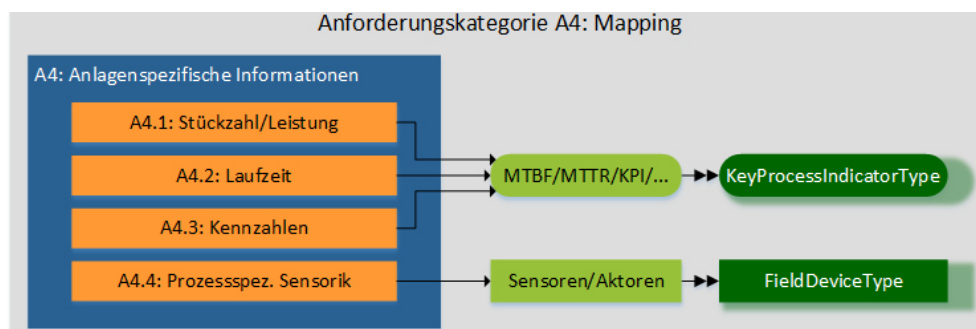 Anforderungskategorie A4: Mapping
A4: Anlagenspezifische Informationen
A4.1: Stückzahl/Leistung
A4.2: Laufzeit
MTBF/MTTR/KPI/...
KeyProcessIndicatorType
A4.3: Kennzahlen
A4.4: Prozessspez. Sensorik
Sensoren/Aktoren
FieldDeviceType